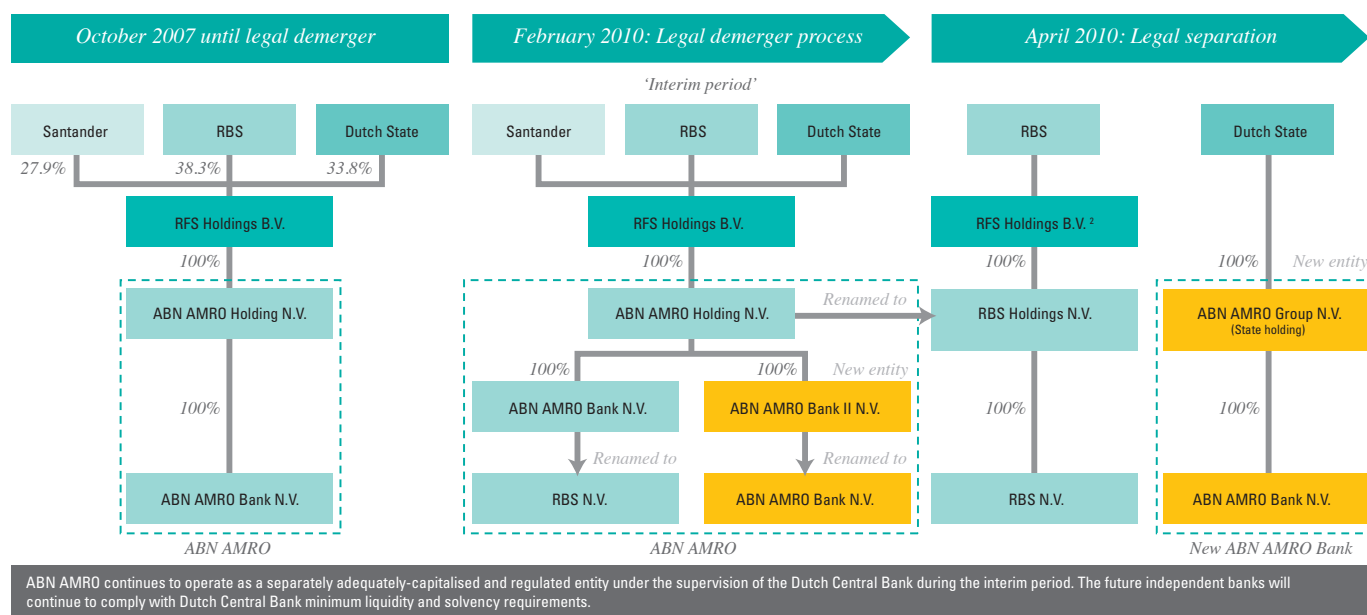 October 2007 until legal demerger
February 2010: Legal demerger process
April 2010: Legal separation
'Interim period'
Santander
RBS
Dutch State
27.9%
38.3%
33.8%
RFS Holdings B.V.
100%
ABN AMRO Holding N.V.
100%
ABN AMRO Bank N.V.
ABN AMRO
Santander
RBS
Dutch State
RFS Holdings B.V.
100%
ABN AMRO Holding N.V.
Renamed to
100%
100%
New entity
ABN AMRO Bank N.V.
ABN AMRO Bank II N.V.
Renamed to
Renamed to
RBS N.V.
ABN AMRO Bank N.V.
ABN AMRO
RBS
RFS Holdings B.V. 2
100%
RBS Holdings N.V.
100%
RBS N.V.
Dutch State
100%
New entity
ABN AMRO Group N.V.
(State holding)
100%
ABN AMRO Bank N.V.
New ABN AMRO Bank
ABN AMRO continues to operate as a separately adequately-capitalised and regulated entity under the supervision of the Dutch Central Bank during the interim period. The future independent banks will
continue to comply with Dutch Central Bank minimum liquidity and solvency requirements.